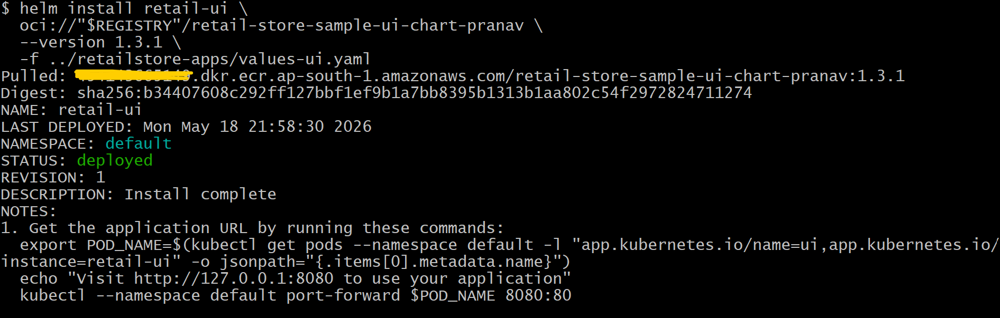 $ helm install retail-ui \
  oci://"$REGISTRY"/retail-store-sample-ui-chart-pranav \
  --version 1.3.1 \
  -f ../retailstore-apps/values-ui.yaml
Pulled: .dkr.ecr.ap-south-1.amazonaws.com/retail-store-sample-ui-chart-pranav:1.3.1
Digest: sha256:b34407608c292ff127bbf1ef9b1a7bb8395b1313b1aa802c54f2972824711274
NAME: retail-ui
LAST DEPLOYED: Mon May 18 21:58:30 2026
NAMESPACE: default
STATUS: deployed
REVISION: 1
DESCRIPTION: Install complete
NOTES:
1. Get the application URL by running these commands:
  export POD_NAME=$(kubectl get pods --namespace default -l "app.kubernetes.io/name=ui,app.kubernetes.io/
instance=retail-ui" -o jsonpath="{.items[0].metadata.name}")
  echo "Visit http://127.0.0.1:8080 to use your application"
  kubectl --namespace default port-forward $POD_NAME 8080:80